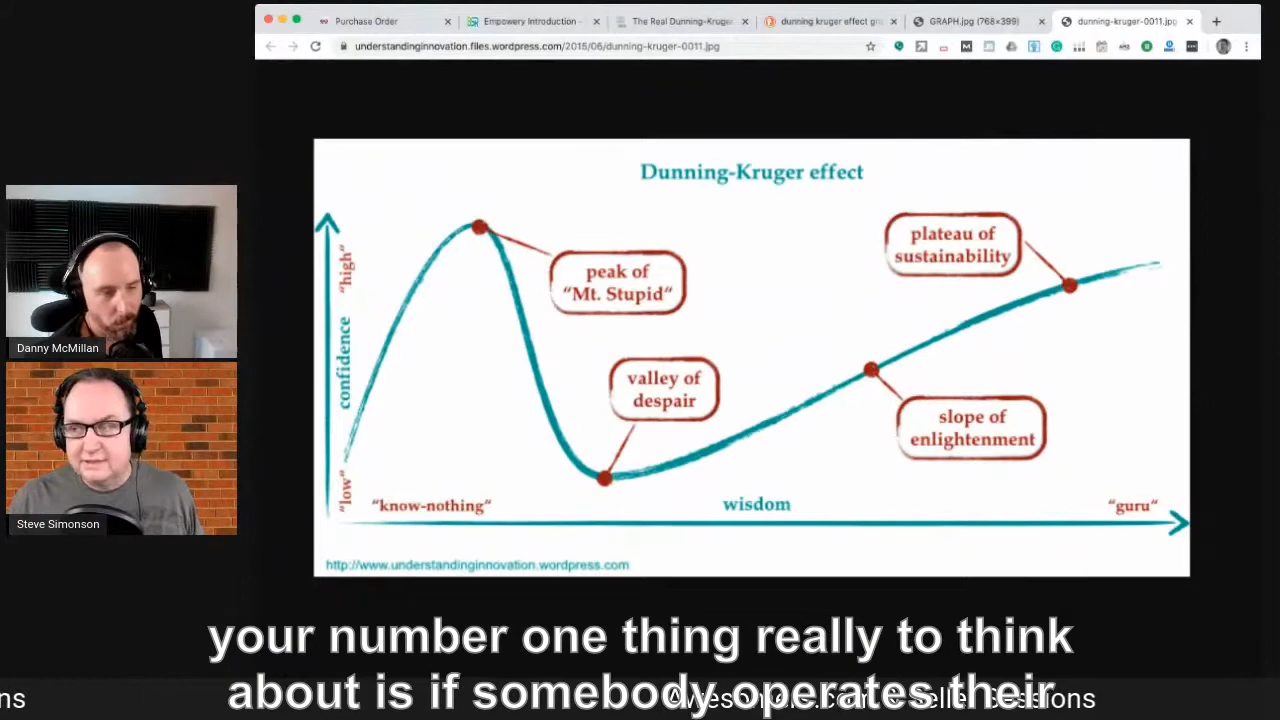 Purchase Order
Empowery Introduction -
The Real Dunning-Kruger
dunning kruger effect gra
GRAPH.jpg (768×399)
dunning-kruger-0011.jpg
understandinginnovation.files.wordpress.com/2015/06/dunning-kruger-0011.jpg
Dunning-Kruger effect
"high"
confidence
"low"
peak of
"Mt. Stupid"
valley of
despair
plateau of
sustainability
slope of
enlightenment
"know-nothing"
wisdom
"guru"
http://www.understandinginnovation.wordpress.com
Danny McMillan
Steve Simonson
your number one thing really to think
about is if somebody operates their